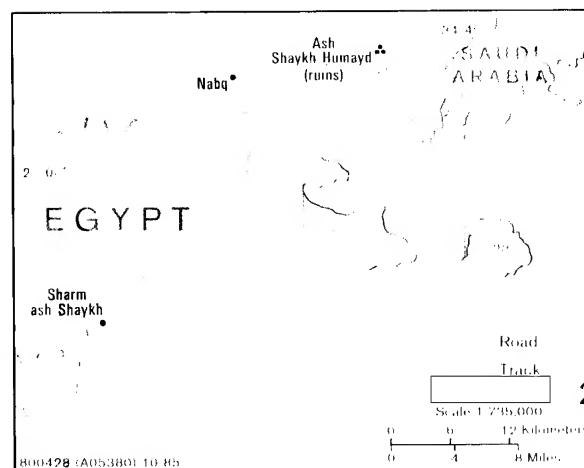 Ash
Shaykh Humayd
(ruins)
SAUDI
ARABIA
Nabq
EGYPT
Sharm
ash Shaykh
Road
Track
Scale 1:735,000
0 6 12 Kilometers
0 4 8 Miles
800428 (A05380) 10-85